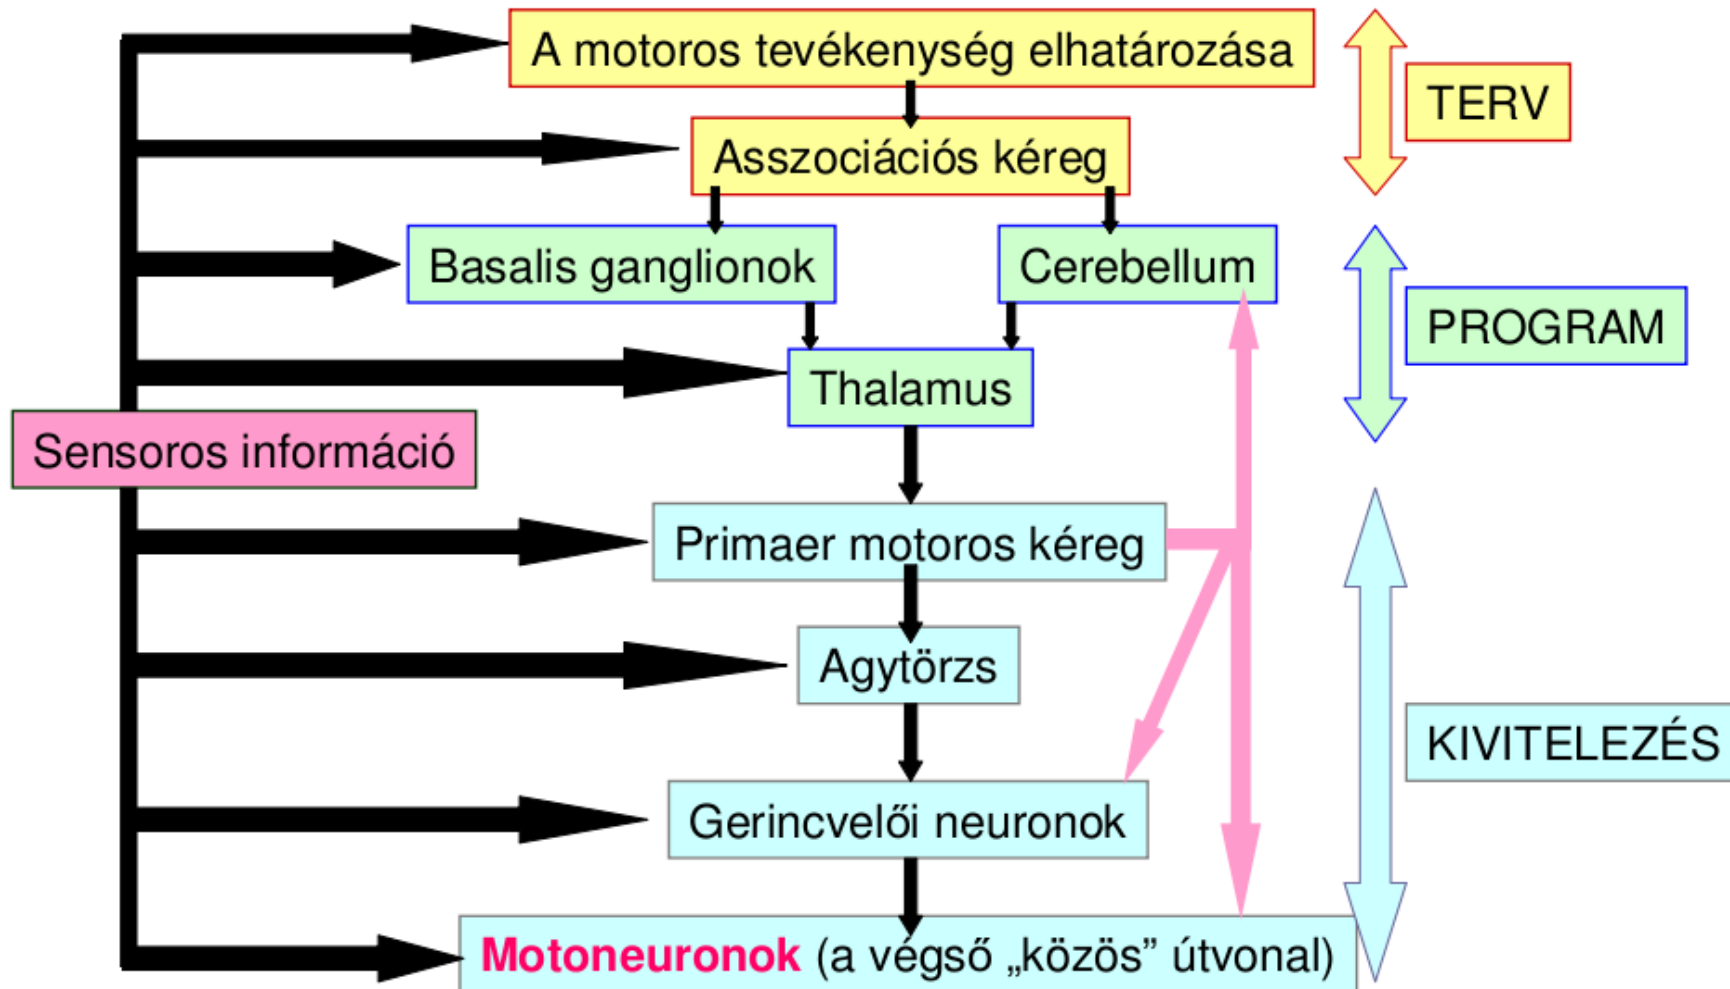 A motoros tevékenység elhatározása
TERV
Asszociációs kéreg
Basalis ganglionok
Cerebellum
PROGRAM
Thalamus
Sensoros információ
Primaer motoros kéreg
Agytörzs
KIVITELEZÉS
Gerincvelői neuronok
Motoneuronok (a végső „közös” útvonal)